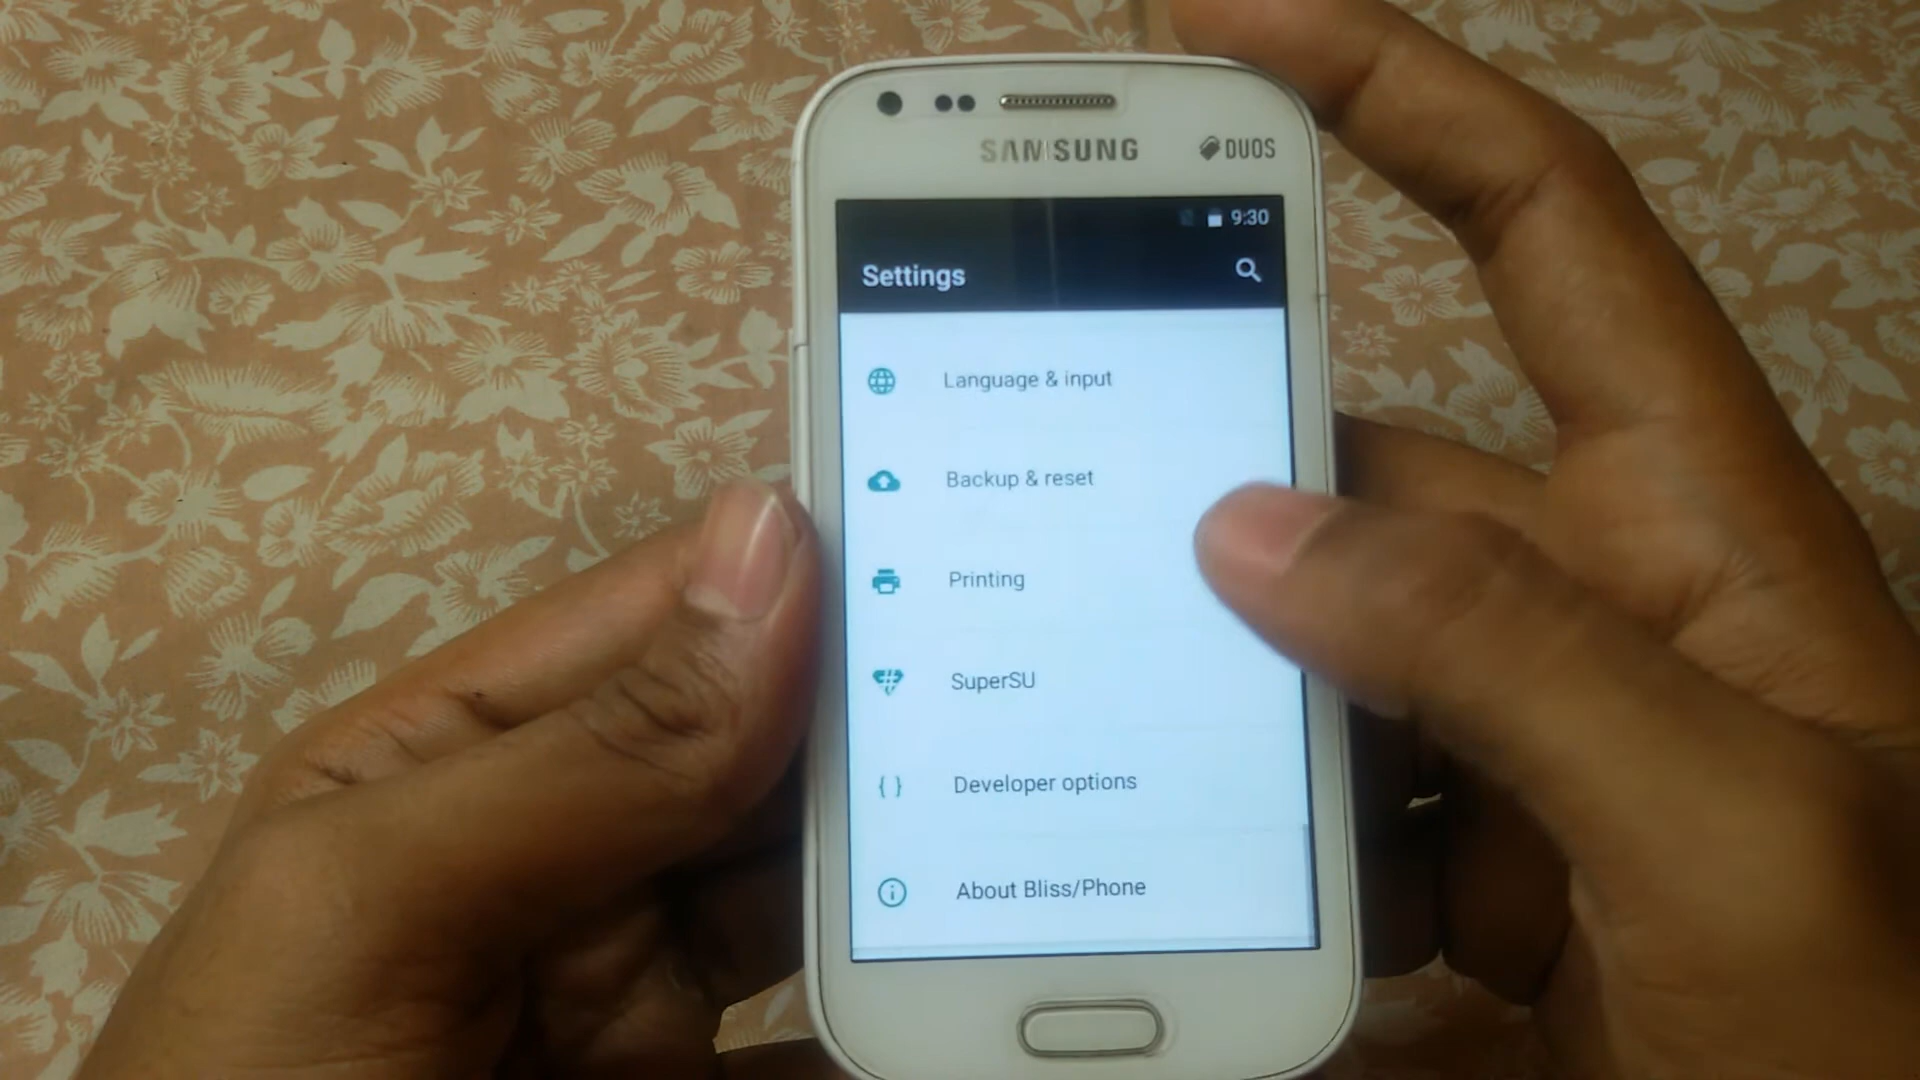 SAMSUNG
DUOS
9:30
Settings
Language & input
Backup & reset
Printing
SuperSU
Developer options
About Bliss/Phone